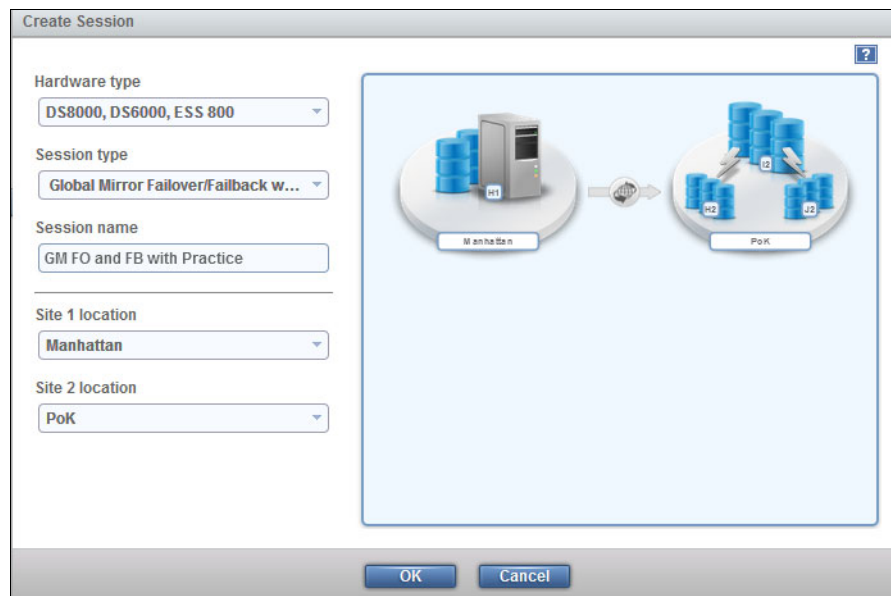 Create Session
?
Hardware type
DS8000, DS6000, ESS 800
Session type
Global Mirror Failover/Failback w...
Session name
GM FO and FB with Practice
Site 1 location
Manhattan
Site 2 location
PoK
H1
Manhattan
I2
H2
J2
PoK
OK
Cancel